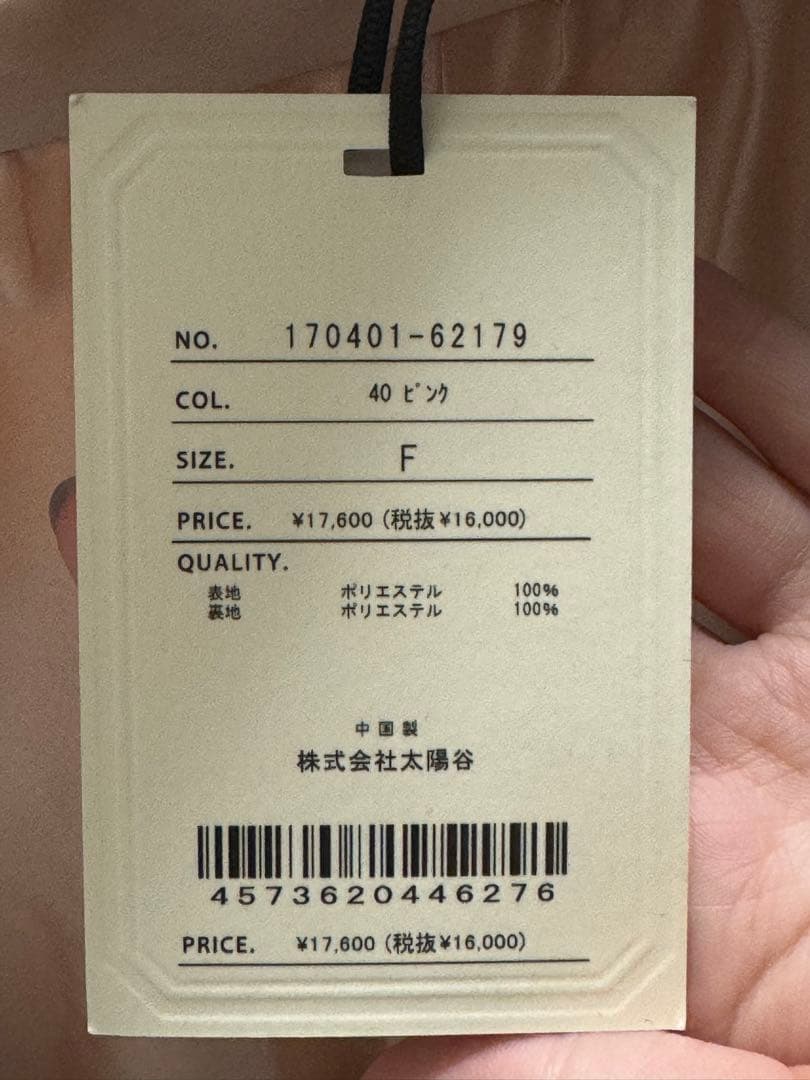 NO. 170401-62179
COL. 40 ピンク
SIZE. F
PRICE. ¥17,600 (税抜¥16,000)
QUALITY.
表地 ポリエステル 100%
裏地 ポリエステル 100%
中国製
株式会社太陽谷
4573620446276
PRICE. ¥17,600 (税抜¥16,000)